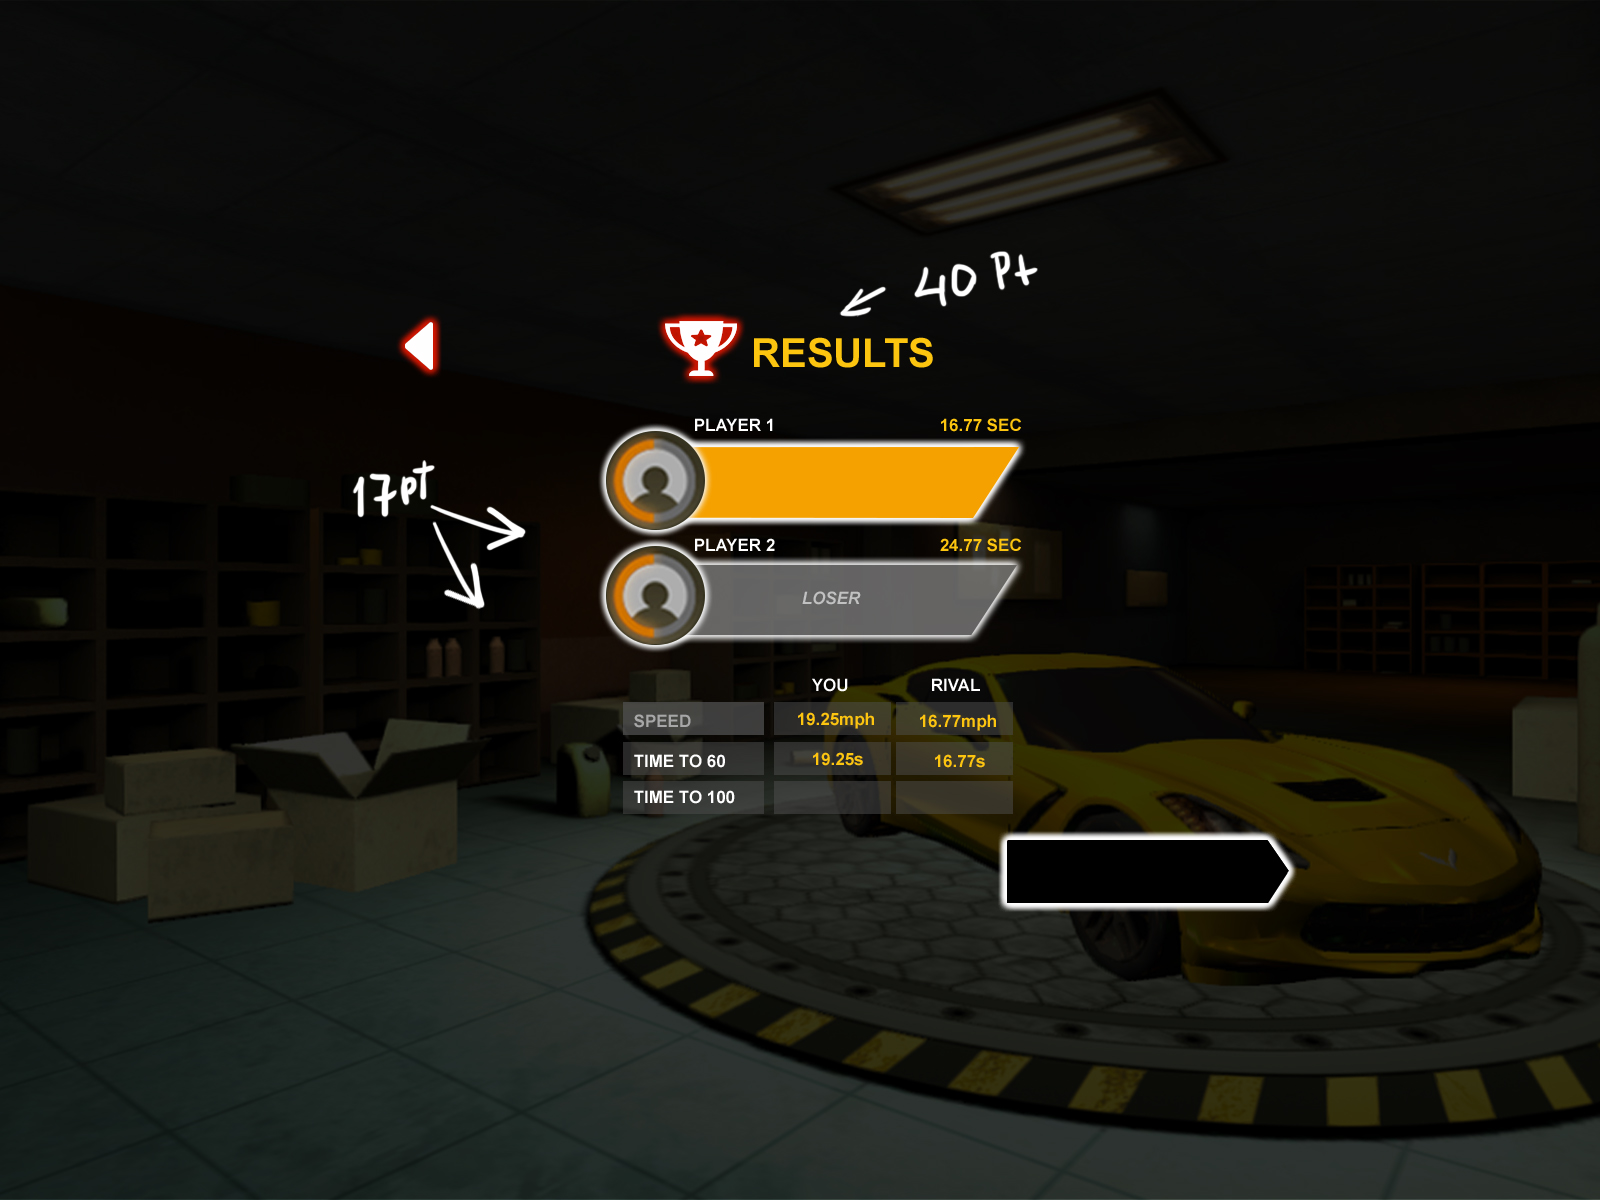 40 Pt
RESULTS
PLAYER 1 16.77 SEC
17pt
PLAYER 2 24.77 SEC
LOSER
YOU RIVAL
SPEED 19.25mph 16.77mph
TIME TO 60 19.25s 16.77s
TIME TO 100